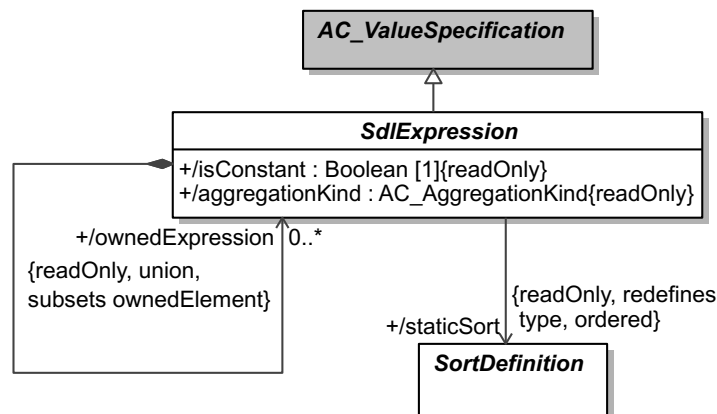 AC_ValueSpecification
SdlExpression
+/isConstant : Boolean [1]{readOnly}
+/aggregationKind : AC_AggregationKind{readOnly}
+/ownedExpression 0..*
{readOnly, union,
subsets ownedElement}
{readOnly, redefines
type, ordered}
+/staticSort
SortDefinition